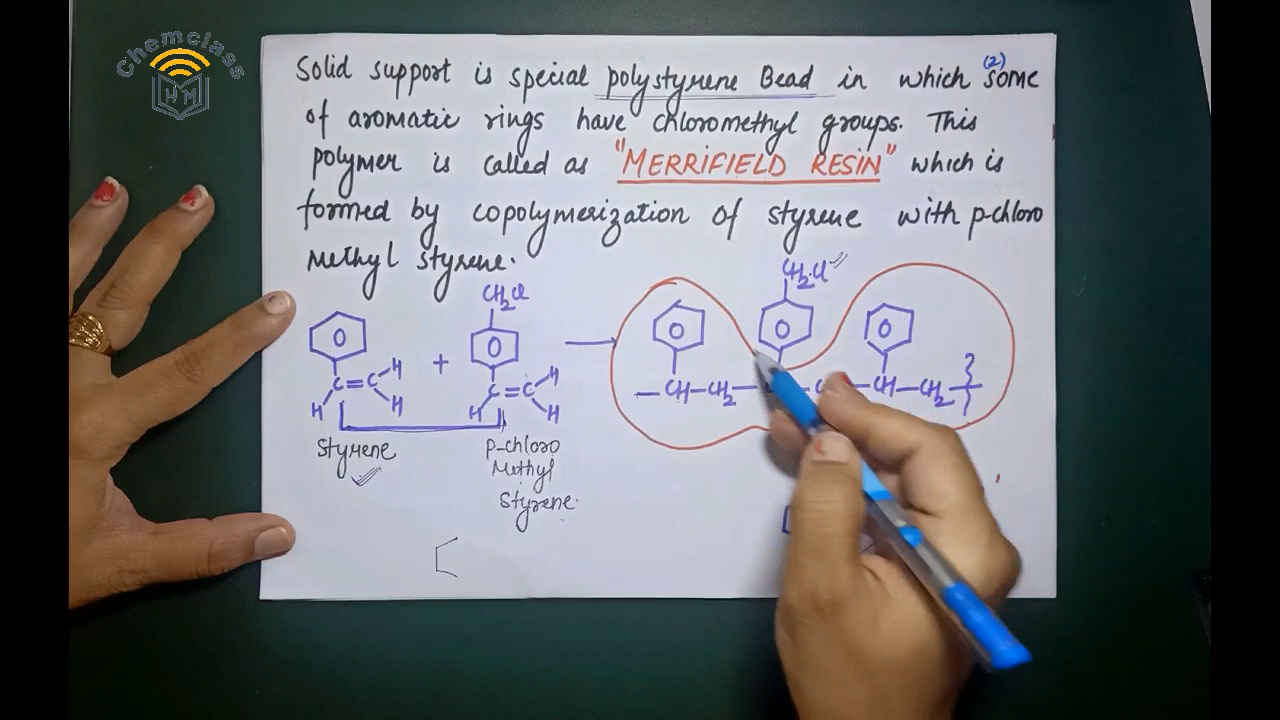 Chemclass
HM
(2)
Solid support is special polystyrene Bead in which some
of aromatic rings have chloromethyl groups. This
polymer is called as "MERRIFIELD RESIN" which is
formed by copolymerization of styrene with p-chloro
Methyl styrene.
CH2Cl
CH2Cl
C=C
H
H
H
+
C=C
H
H
H
CH-CH2
CH-CH2
Styrene
p-chloro
Methyl
Styrene.